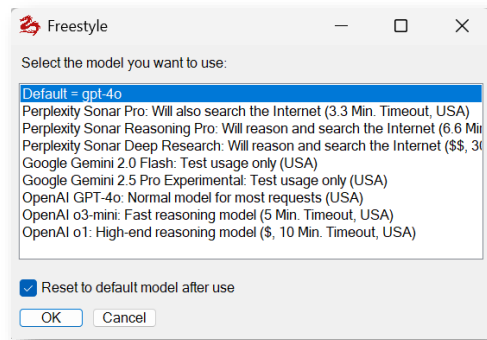 Freestyle
Select the model you want to use:
Default = gpt-4o
Perplexity Sonar Pro: Will also search the Internet (3.3 Min. Timeout, USA)
Perplexity Sonar Reasoning Pro: Will reason and search the Internet (6.6 Mi
Perplexity Sonar Deep Research: Will reason and search the Internet ($$, 3
Google Gemini 2.0 Flash: Test usage only (USA)
Google Gemini 2.5 Pro Experimental: Test usage only (USA)
OpenAI GPT-4o: Normal model for most requests (USA)
OpenAI o3-mini: Fast reasoning model (5 Min. Timeout, USA)
OpenAI o1: High-end reasoning model ($, 10 Min. Timeout, USA)
Reset to default model after use
OK Cancel